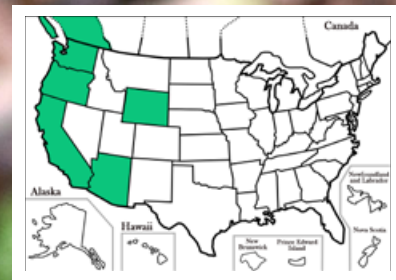 Canada
Newfoundland
and Labrador
Alaska
Hawaii
New
Brunswick
Prince Edward
Island
Nova Scotia